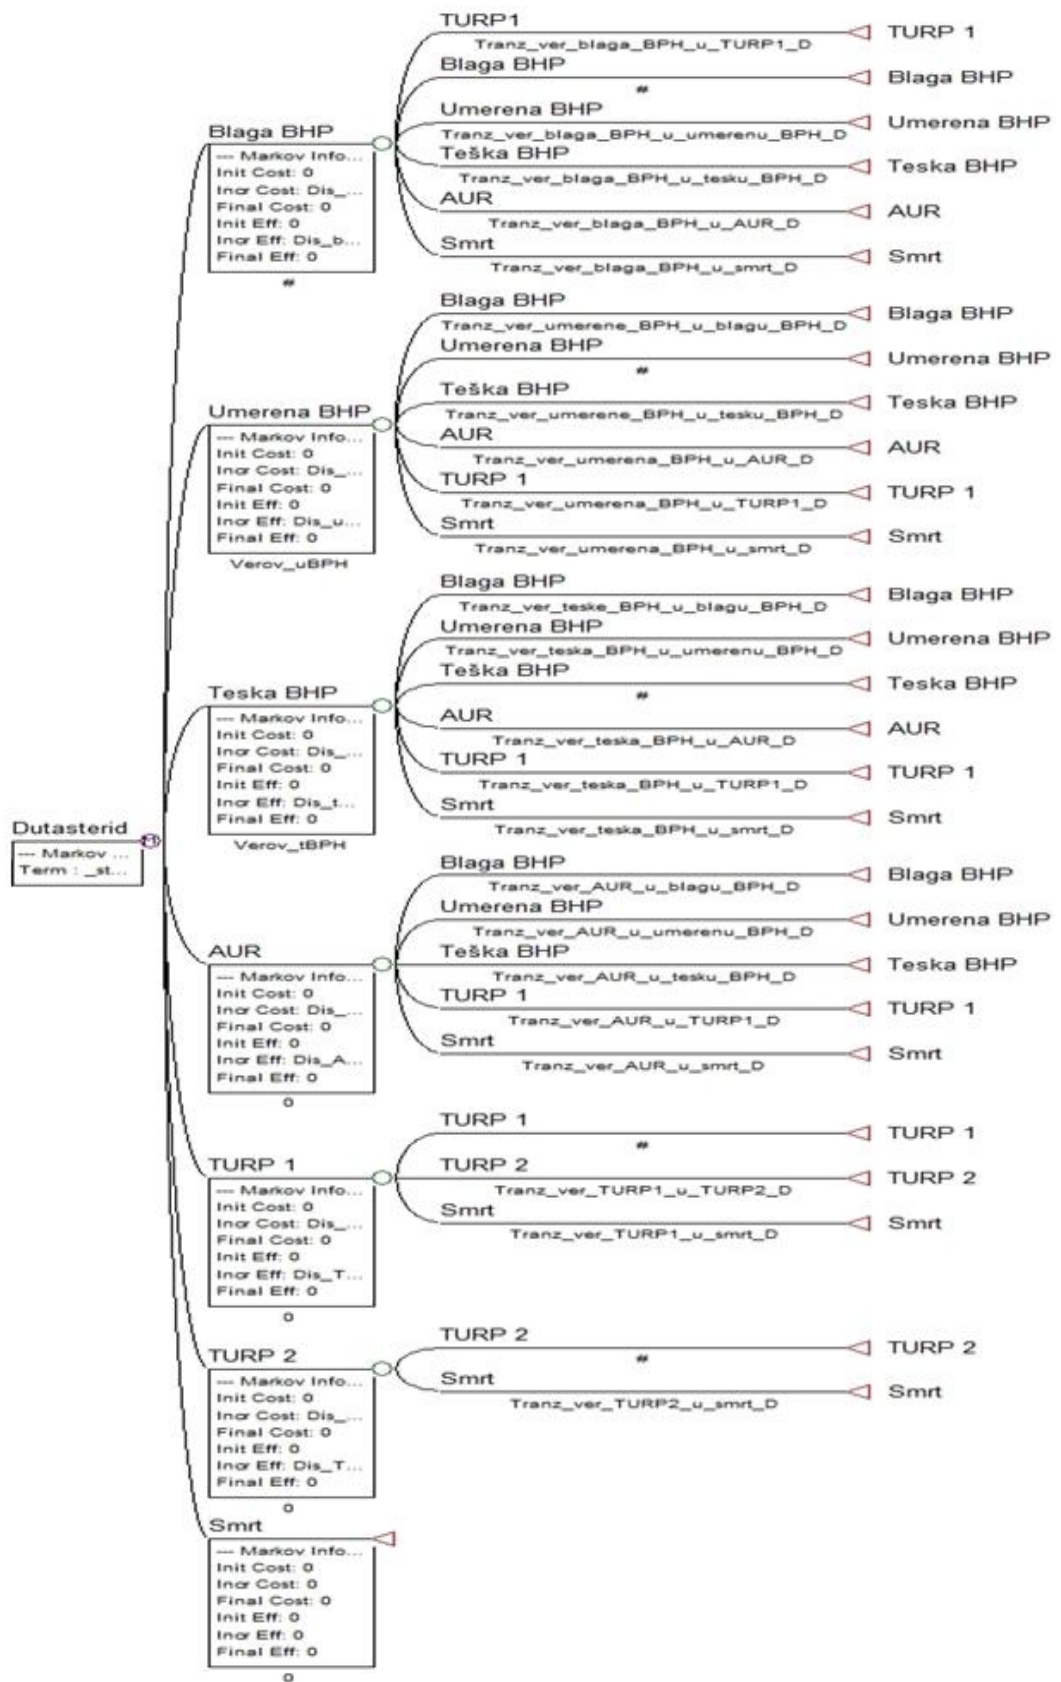 TURP1
Tranz_ver_blaga_BPH_u_TURP1_D
TURP 1
Blaga BHP
#
Blaga BHP
Umerena BHP
Tranz_ver_blaga_BPH_u_umerenu_BPH_D
Umerena BHP
Teška BHP
Tranz_ver_blaga_BPH_u_tesku_BPH_D
Teska BHP
AUR
Tranz_ver_blaga_BPH_u_AUR_D
AUR
Smrt
Tranz_ver_blaga_BPH_u_smrt_D
Smrt
Blaga BHP
--- Markov Info...
Init Cost: 0
Incr Cost: Dis_...
Final Cost: 0
Init Eff: 0
Incr Eff: Dis_b...
Final Eff: 0
#
Blaga BHP
Tranz_ver_umerene_BPH_u_blagu_BPH_D
Blaga BHP
Umerena BHP
#
Umerena BHP
Teška BHP
Tranz_ver_umerene_BPH_u_tesku_BPH_D
Teska BHP
AUR
Tranz_ver_umerena_BPH_u_AUR_D
AUR
TURP 1
Tranz_ver_umerena_BPH_u_TURP1_D
TURP 1
Smrt
Tranz_ver_umerena_BPH_u_smrt_D
Smrt
Umerena BHP
--- Markov Info...
Init Cost: 0
Incr Cost: Dis_...
Final Cost: 0
Init Eff: 0
Incr Eff: Dis_u...
Final Eff: 0
Verov_uBPH
Blaga BHP
Tranz_ver_teske_BPH_u_blagu_BPH_D
Blaga BHP
Umerena BHP
Tranz_ver_teska_BPH_u_umerenu_BPH_D
Umerena BHP
Teška BHP
#
Teska BHP
AUR
Tranz_ver_teska_BPH_u_AUR_D
AUR
TURP 1
Tranz_ver_teska_BPH_u_TURP1_D
TURP 1
Smrt
Tranz_ver_teska_BPH_u_smrt_D
Smrt
Teska BHP
--- Markov Info...
Init Cost: 0
Incr Cost: Dis_...
Final Cost: 0
Init Eff: 0
Incr Eff: Dis_t...
Final Eff: 0
Verov_tBPH
Dutasterid
M
--- Markov ...
Term : _st...
Blaga BHP
Tranz_ver_AUR_u_blagu_BPH_D
Blaga BHP
Umerena BHP
Tranz_ver_AUR_u_umerenu_BPH_D
Umerena BHP
Teška BHP
Tranz_ver_AUR_u_tesku_BPH_D
Teska BHP
TURP 1
Tranz_ver_AUR_u_TURP1_D
TURP 1
Smrt
Tranz_ver_AUR_u_smrt_D
Smrt
AUR
--- Markov Info...
Init Cost: 0
Incr Cost: Dis_...
Final Cost: 0
Init Eff: 0
Incr Eff: Dis_A...
Final Eff: 0
0
TURP 1
#
TURP 1
TURP 2
Tranz_ver_TURP1_u_TURP2_D
TURP 2
Smrt
Tranz_ver_TURP1_u_smrt_D
Smrt
TURP 1
--- Markov Info...
Init Cost: 0
Incr Cost: Dis_...
Final Cost: 0
Init Eff: 0
Incr Eff: Dis_T...
Final Eff: 0
0
TURP 2
#
TURP 2
Smrt
Tranz_ver_TURP2_u_smrt_D
Smrt
TURP 2
--- Markov Info...
Init Cost: 0
Incr Cost: Dis_...
Final Cost: 0
Init Eff: 0
Incr Eff: Dis_T...
Final Eff: 0
0
Smrt
--- Markov Info...
Init Cost: 0
Incr Cost: 0
Final Cost: 0
Init Eff: 0
Incr Eff: 0
Final Eff: 0
0